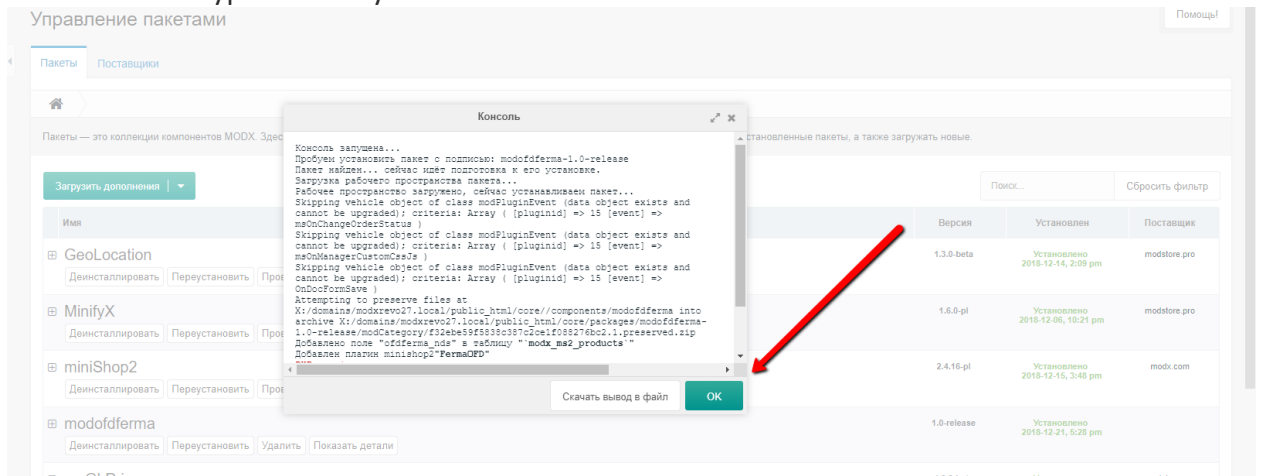 Управление пакетами
Помощь!
Пакеты Поставщики
Консоль
Пакеты — это коллекции компонентов MODX. Здес
становленные пакеты, а также загружать новые.
Консоль запущена...
Пробуем установить пакет с подписью: modofdferma-1.0-release
Пакет найден... сейчас идёт подготовка к его установке.
Загрузка рабочего пространства пакета...
Рабочее пространство загружено, сейчас устанавливаем пакет...
Skipping vehicle object of class modPluginEvent (data object exists and
cannot be upgraded); criteria: Array ( [pluginid] => 15 [event] =>
msOnChangeOrderStatus )
Skipping vehicle object of class modPluginEvent (data object exists and
cannot be upgraded); criteria: Array ( [pluginid] => 15 [event] =>
msOnManagerCustomCssJs )
Skipping vehicle object of class modPluginEvent (data object exists and
cannot be upgraded); criteria: Array ( [pluginid] => 15 [event] =>
OnDocFormSave )
Attempting to preserve files at
X:/domains/modxrevo27.local/public_html/core//components/modofdferma into
archive X:/domains/modxrevo27.local/public_html/core/packages/modofdferma-
1.0-release/modCategory/f32ebe59f5838c387c2ce1f088276bc2.1.preserved.zip
Добавлено поле "ofdferma_nds" в таблицу "`modx_ms2_products`"
Добавлен плагин minishop2"FermaOFD"
Скачать вывод в файл OK
Загрузить дополнения
Поиск... Сбросить фильтр
Имя Версия Установлен Поставщик
GeoLocation 1.3.0-beta Установлено modstore.pro
2018-12-14, 2:09 pm
Деинсталлировать Переустановить Про
MinifyX 1.6.0-pl Установлено modstore.pro
2018-12-06, 10:21 pm
Деинсталлировать Переустановить Про
miniShop2 2.4.16-pl Установлено modx.com
2018-12-15, 3:48 pm
Деинсталлировать Переустановить Про
modofdferma 1.0-release Установлено
2018-12-21, 5:28 pm
Деинсталлировать Переустановить Удалить Показать детали